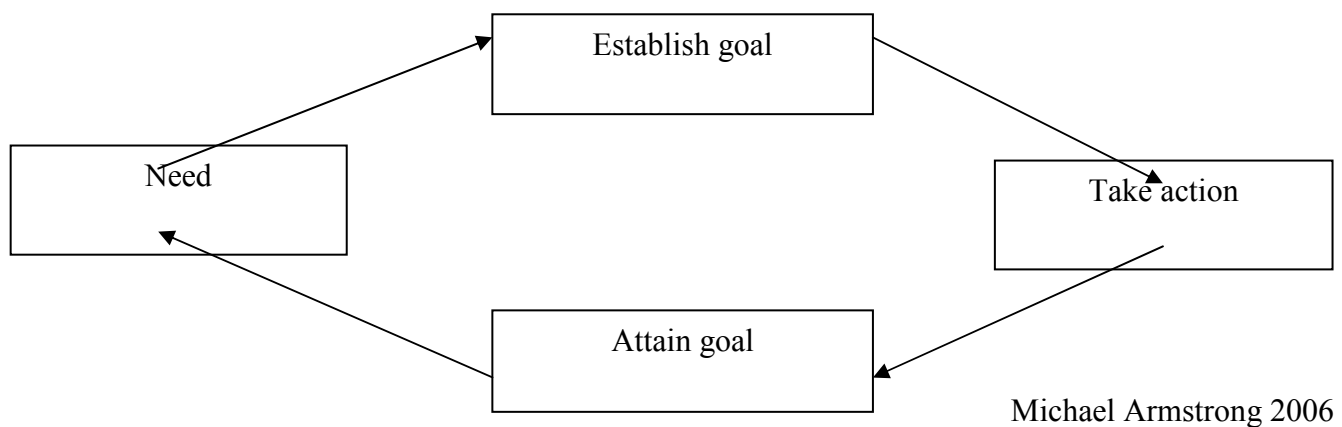 Establish goal
Need
Take action
Attain goal
Michael Armstrong 2006